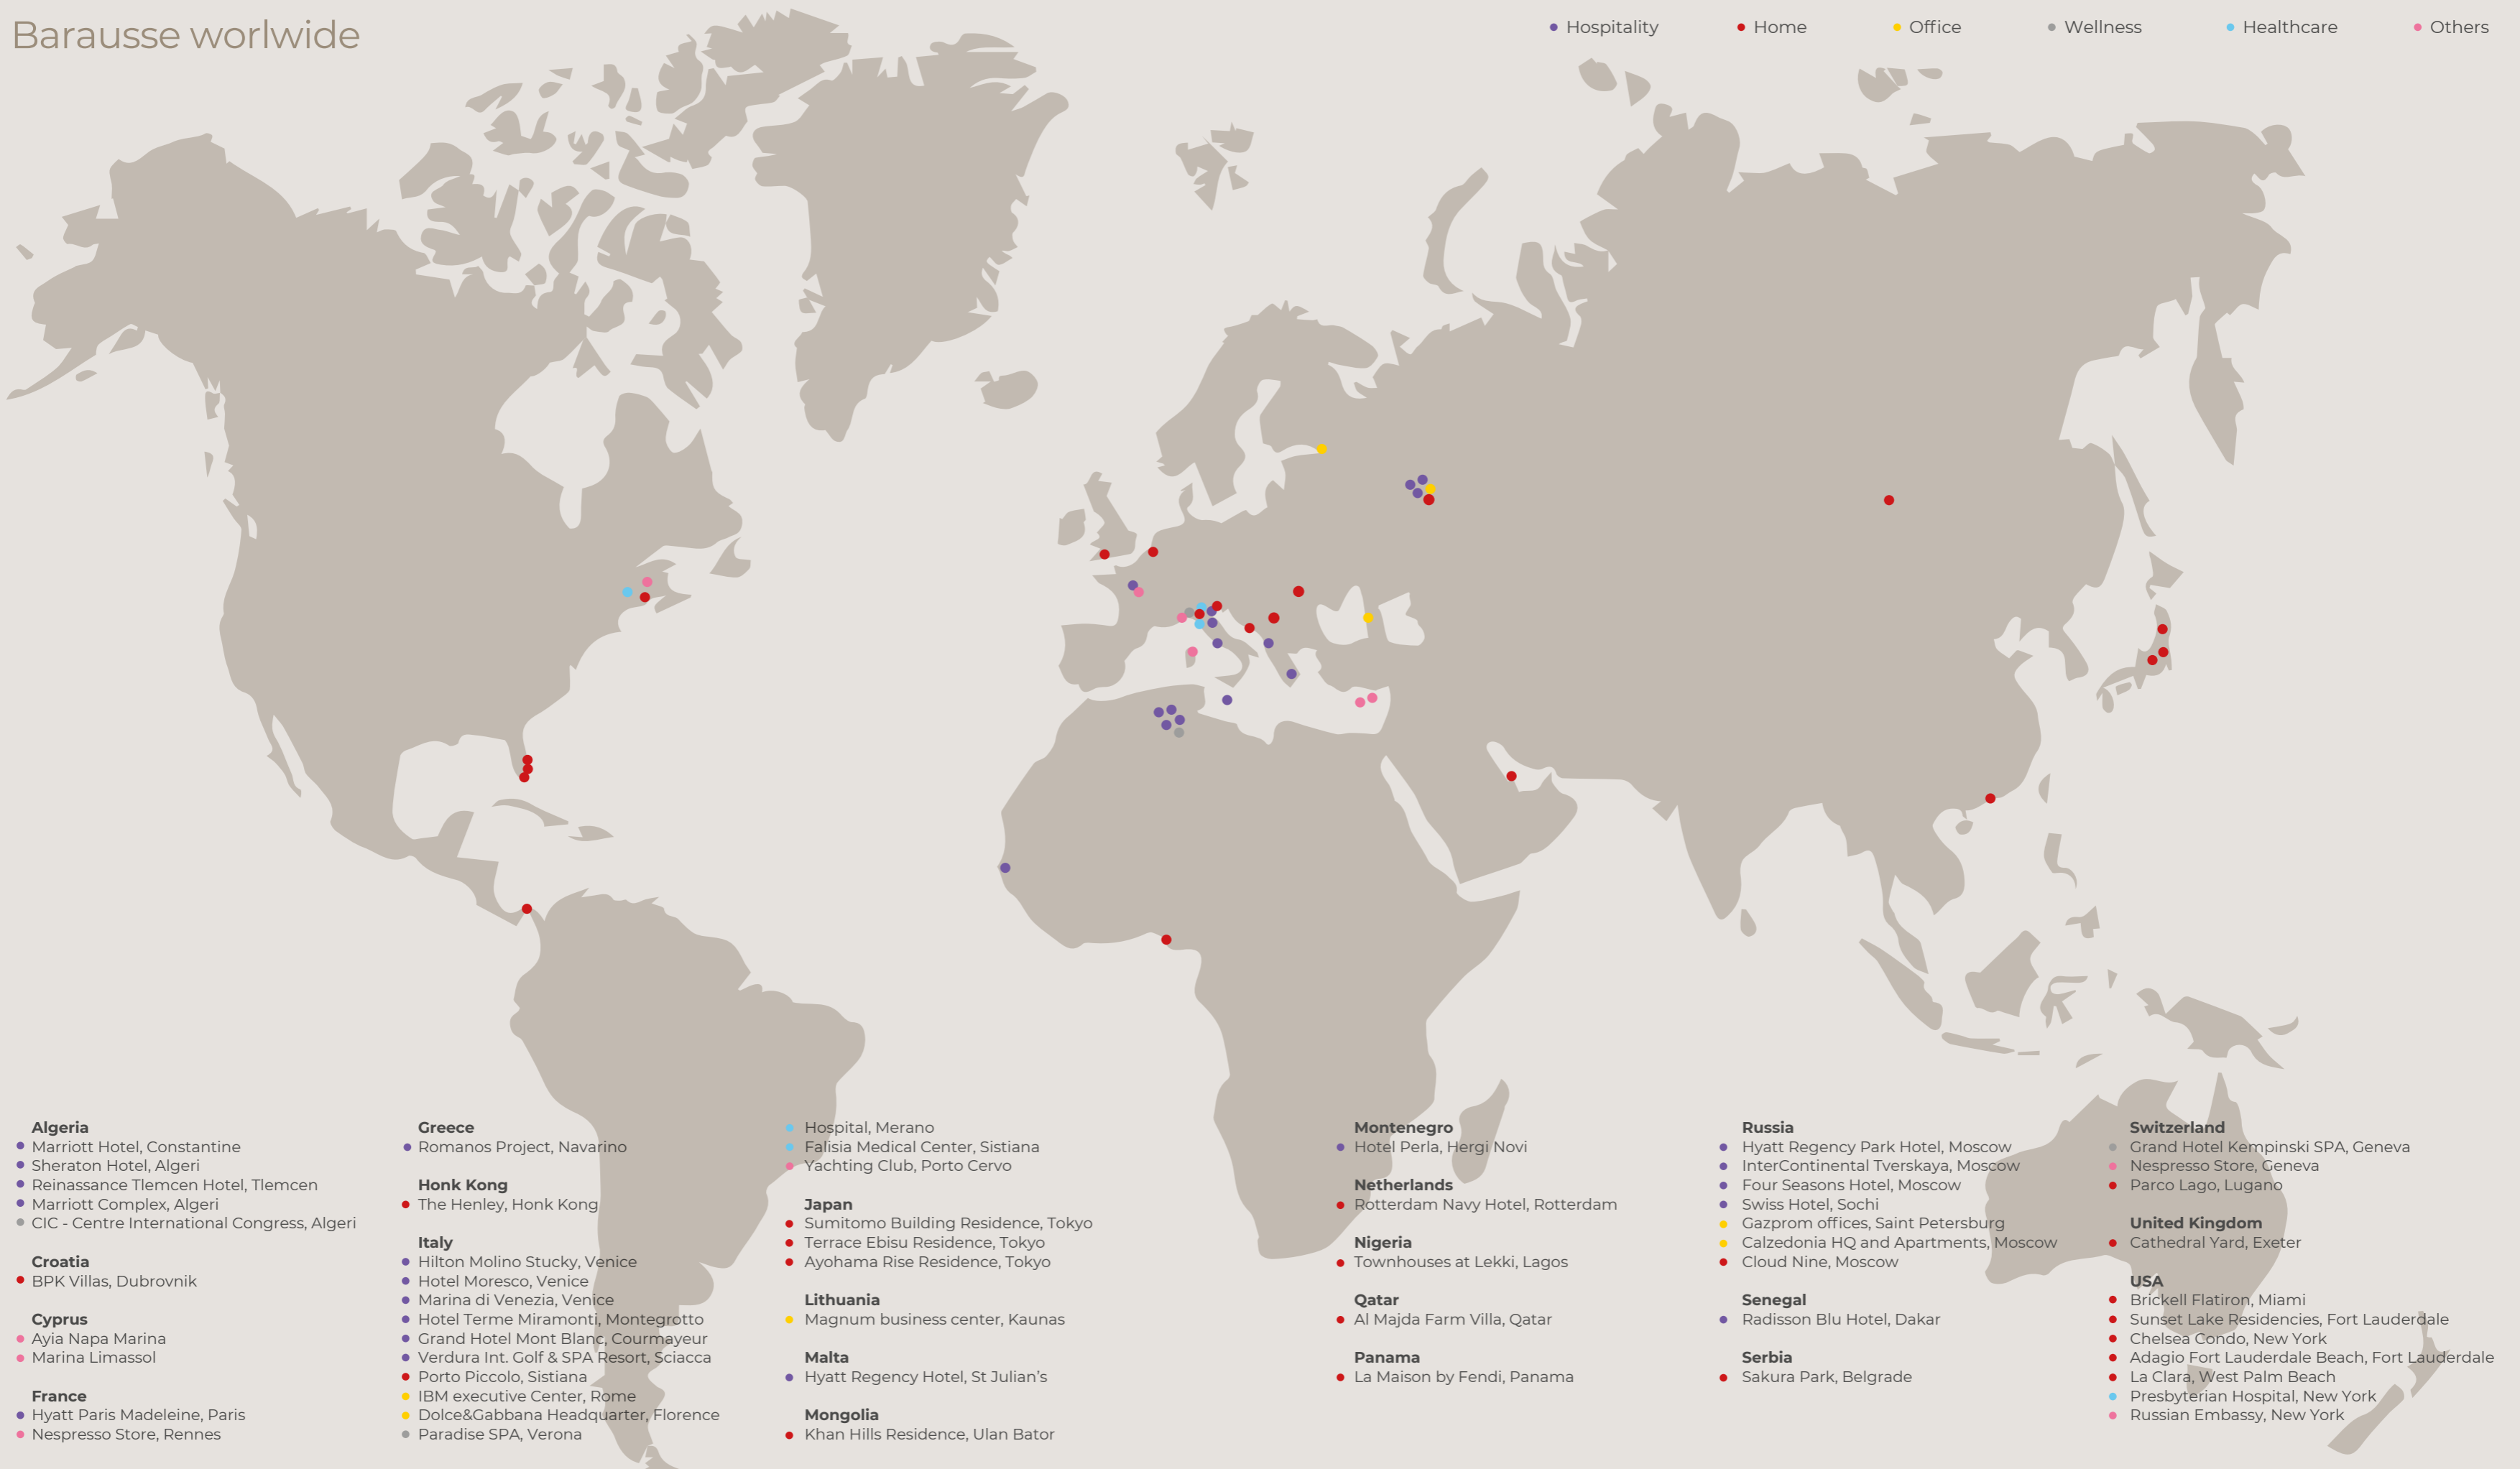 Barausse worlwide
Hospitality
Home
Office
Wellness
Healthcare
Others
Algeria
Marriott Hotel, Constantine
Sheraton Hotel, Algeri
Reinassance Tlemcen Hotel, Tlemcen
Marriott Complex, Algeri
CIC - Centre International Congress, Algeri
Croatia
BPK Villas, Dubrovnik
Cyprus
Ayia Napa Marina
Marina Limassol
France
Hyatt Paris Madeleine, Paris
Nespresso Store, Rennes
Greece
Romanos Project, Navarino
Honk Kong
The Henley, Honk Kong
Italy
Hilton Molino Stucky, Venice
Hotel Moresco, Venice
Marina di Venezia, Venice
Hotel Terme Miramonti, Montegrotto
Grand Hotel Mont Blanc, Courmayeur
Verdura Int. Golf & SPA Resort, Sciacca
Porto Piccolo, Sistiana
IBM executive Center, Rome
Dolce&Gabbana Headquarter, Florence
Paradise SPA, Verona
Hospital, Merano
Falisia Medical Center, Sistiana
Yachting Club, Porto Cervo
Japan
Sumitomo Building Residence, Tokyo
Terrace Ebisu Residence, Tokyo
Ayohama Rise Residence, Tokyo
Lithuania
Magnum business center, Kaunas
Malta
Hyatt Regency Hotel, St Julian’s
Mongolia
Khan Hills Residence, Ulan Bator
Montenegro
Hotel Perla, Hergi Novi
Netherlands
Rotterdam Navy Hotel, Rotterdam
Nigeria
Townhouses at Lekki, Lagos
Qatar
Al Majda Farm Villa, Qatar
Panama
La Maison by Fendi, Panama
Russia
Hyatt Regency Park Hotel, Moscow
InterContinental Tverskaya, Moscow
Four Seasons Hotel, Moscow
Swiss Hotel, Sochi
Gazprom offices, Saint Petersburg
Calzedonia HQ and Apartments, Moscow
Cloud Nine, Moscow
Senegal
Radisson Blu Hotel, Dakar
Serbia
Sakura Park, Belgrade
Switzerland
Grand Hotel Kempinski SPA, Geneva
Nespresso Store, Geneva
Parco Lago, Lugano
United Kingdom
Cathedral Yard, Exeter
USA
Brickell Flatiron, Miami
Sunset Lake Residencies, Fort Lauderdale
Chelsea Condo, New York
Adagio Fort Lauderdale Beach, Fort Lauderdale
La Clara, West Palm Beach
Presbyterian Hospital, New York
Russian Embassy, New York